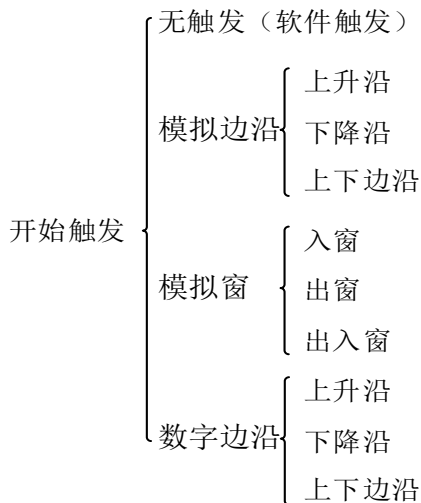 无触发（软件触发）
上升沿
模拟边沿
下降沿
上下边沿
开始触发
入窗
模拟窗
出窗
出入窗
上升沿
数字边沿
下降沿
上下边沿